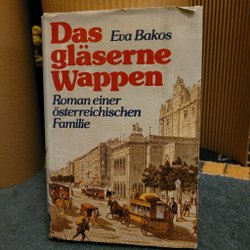 Das Eva Bakos
gläserne
Wappen
Roman einer
österreichischen
Familie